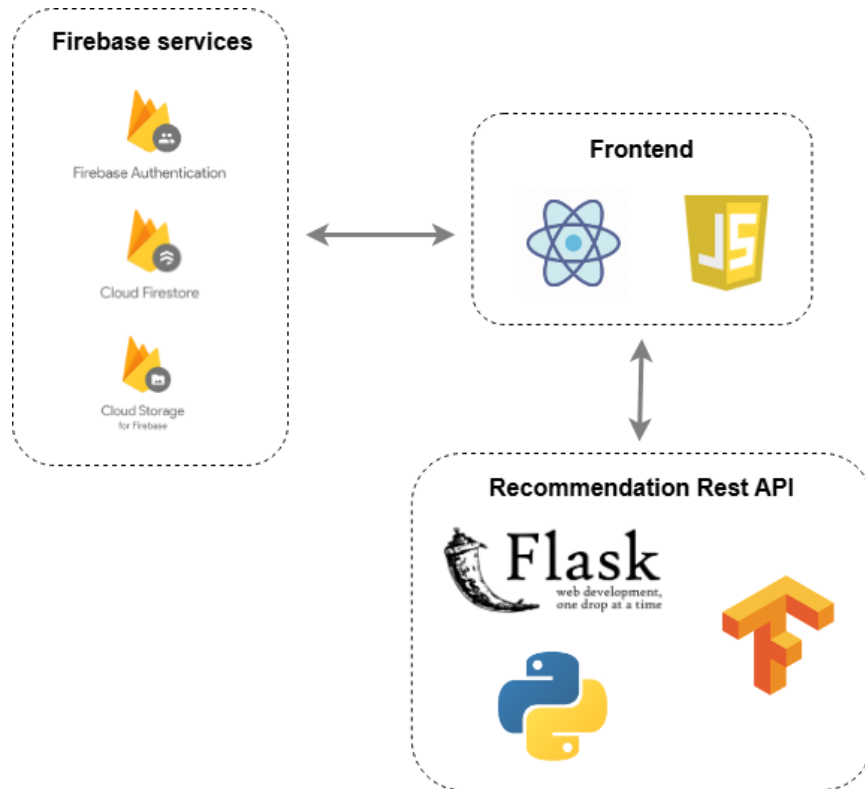 Firebase services
Firebase Authentication
Cloud Firestore
Cloud Storage
for Firebase
Frontend
JS
Recommendation Rest API
Flask
web development,
one drop at a time